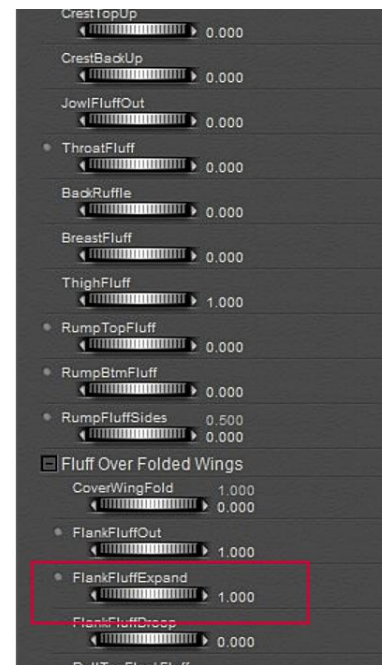 CrestTopUp
0.000
CrestBackUp
0.000
JowlFluffOut
0.000
ThroatFluff
0.000
BackRuffle
0.000
BreastFluff
0.000
ThighFluff
1.000
RumpTopFluff
0.000
RumpBtmFluff
0.000
RumpFluffSides 0.500
0.000
Fluff Over Folded Wings
CoverWingFold 1.000
0.000
FlankFluffOut
1.000
FlankFluffExpand
1.000
FlankFluffDroop
0.000